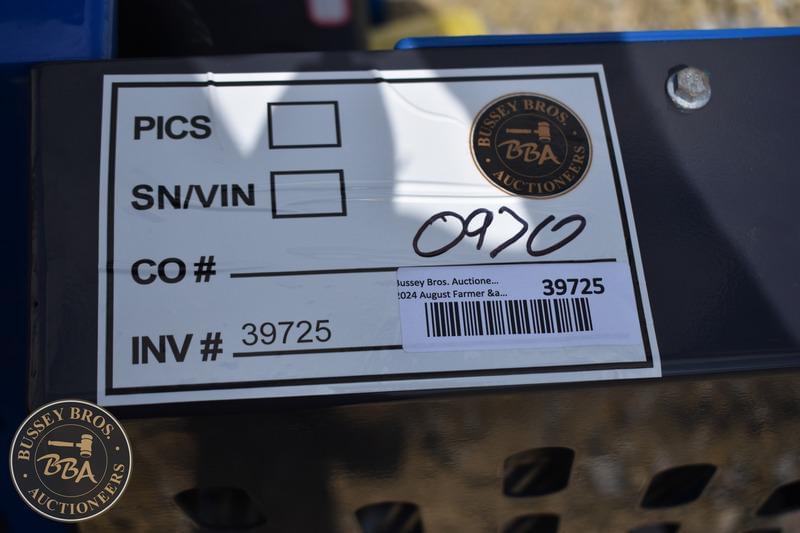 PICS
BUSSEY BROS.
BBA
AUCTIONEERS
SN/VIN
CO # 0970
Bussey Bros. Auctione...
2024 August Farmer &a...
39725
INV # 39725
BUSSEY BROS.
BBA
AUCTIONEERS